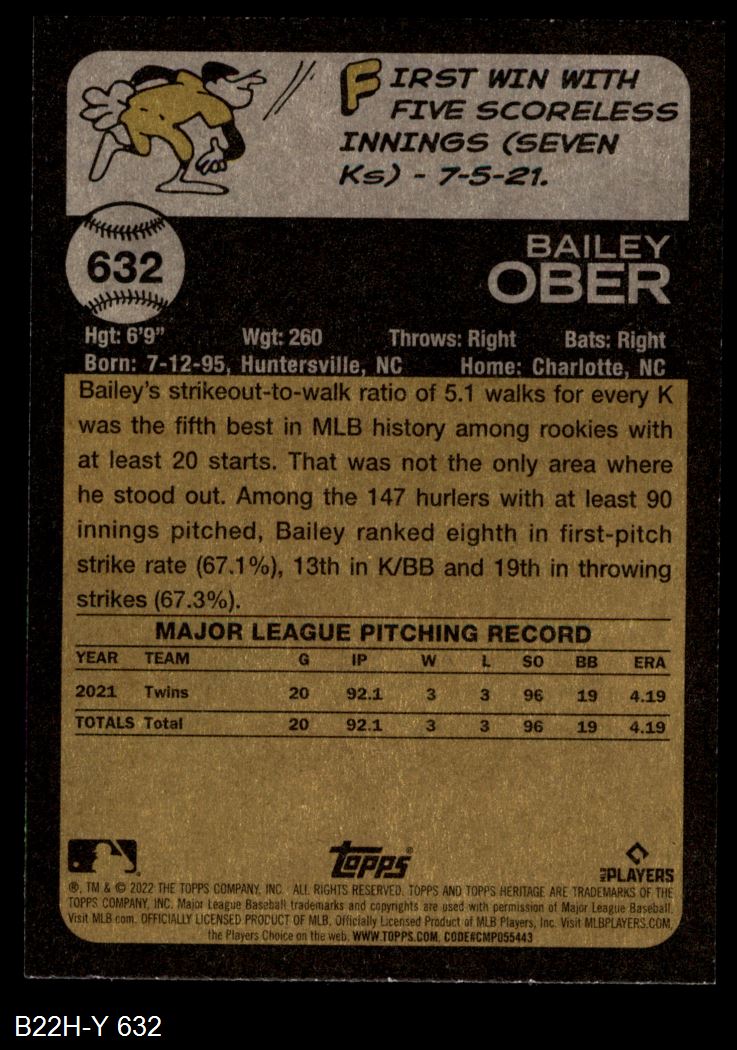 FIRST WIN WITH
FIVE SCORELESS
INNINGS (SEVEN
Ks) - 7-5-21.
632
BAILEY
OBER
Hgt: 6'9" Wgt: 260 Throws: Right Bats: Right
Born: 7-12-95, Huntersville, NC Home: Charlotte, NC
Bailey's strikeout-to-walk ratio of 5.1 walks for every K
was the fifth best in MLB history among rookies with
at least 20 starts. That was not the only area where
he stood out. Among the 147 hurlers with at least 90
innings pitched, Bailey ranked eighth in first-pitch
strike rate (67.1%), 13th in K/BB and 19th in throwing
strikes (67.3%).
MAJOR LEAGUE PITCHING RECORD
YEAR TEAM G IP W L SO BB ERA
2021 Twins 20 92.1 3 3 96 19 4.19
TOTALS Total 20 92.1 3 3 96 19 4.19
Topps®
MLB PLAYERS
®, TM & © 2022 THE TOPPS COMPANY, INC. ALL RIGHTS RESERVED. TOPPS AND TOPPS HERITAGE ARE TRADEMARKS OF THE
TOPPS COMPANY, INC. Major League Baseball trademarks and copyrights are used with permission of Major League Baseball.
Visit MLB.com. OFFICIALLY LICENSED PRODUCT OF MLB. Officially Licensed Product of MLB Players, Inc. Visit MLBPLAYERS.COM,
the Players Choice on the web. WWW.TOPPS.COM. CODE#CMP055443
B22H-Y 632